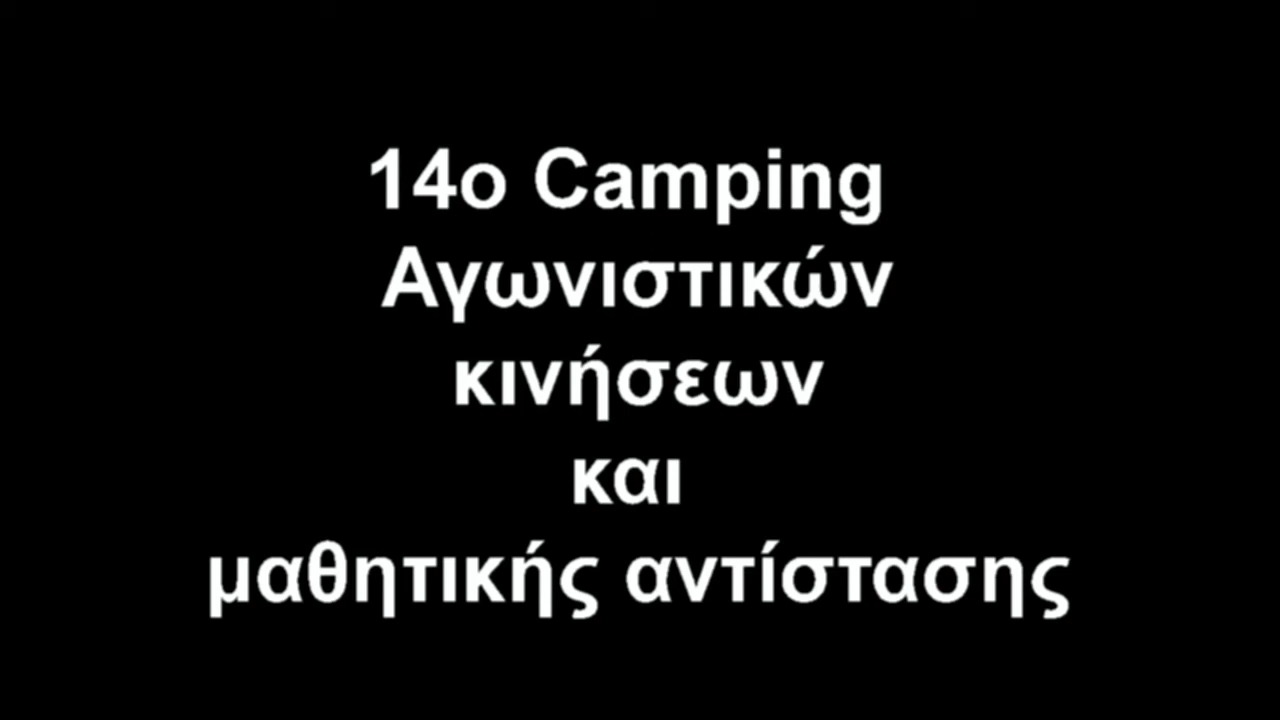 14ο Camping
Αγωνιστικών
κινήσεων
και
μαθητικής αντίστασης